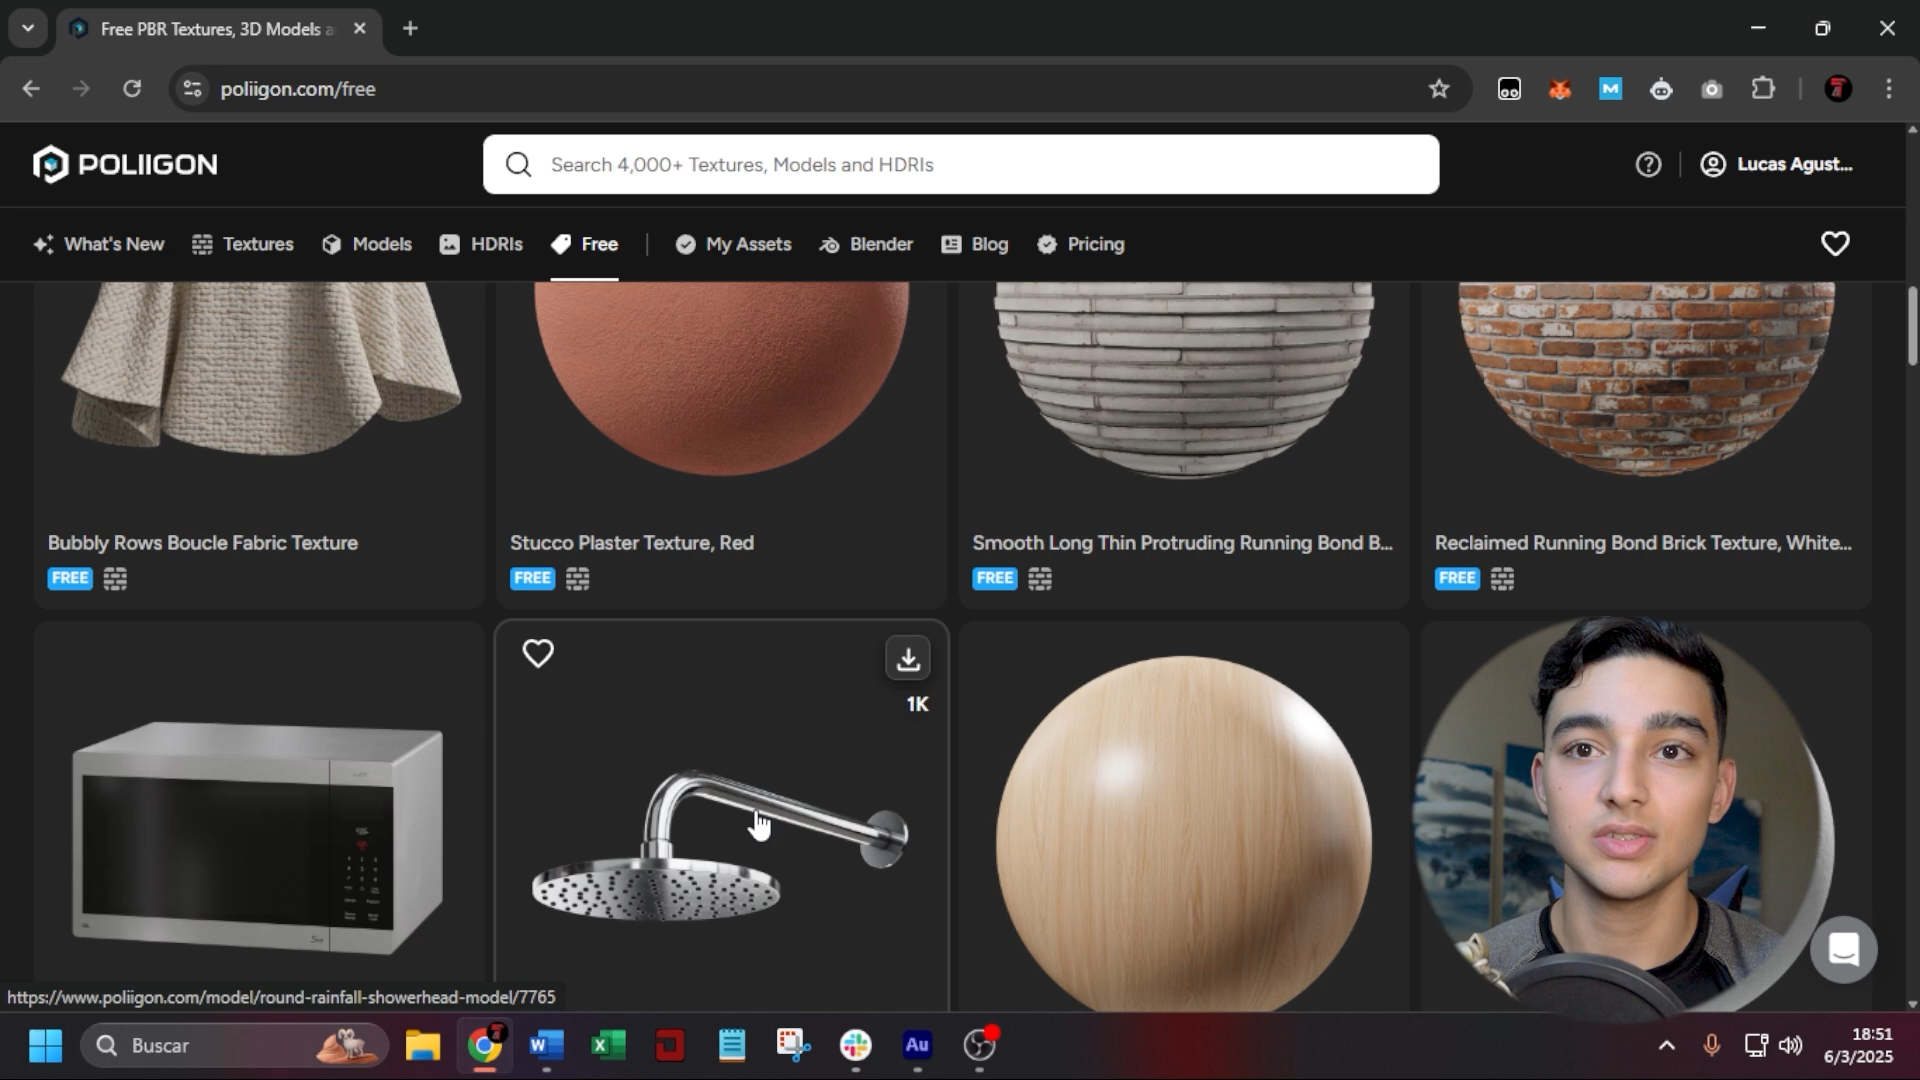 Free PBR Textures, 3D Models a
poliigon.com/free
POLIIGON
Search 4,000+ Textures, Models and HDRIs
Lucas Agust...
What's New
Textures
Models
HDRIs
Free
My Assets
Blender
Blog
Pricing
Bubbly Rows Boucle Fabric Texture
Stucco Plaster Texture, Red
Smooth Long Thin Protruding Running Bond B...
Reclaimed Running Bond Brick Texture, White...
FREE
FREE
FREE
FREE
1K
https://www.poliigon.com/model/round-rainfall-showerhead-model/7765
Buscar
Au
18:51
6/3/2025